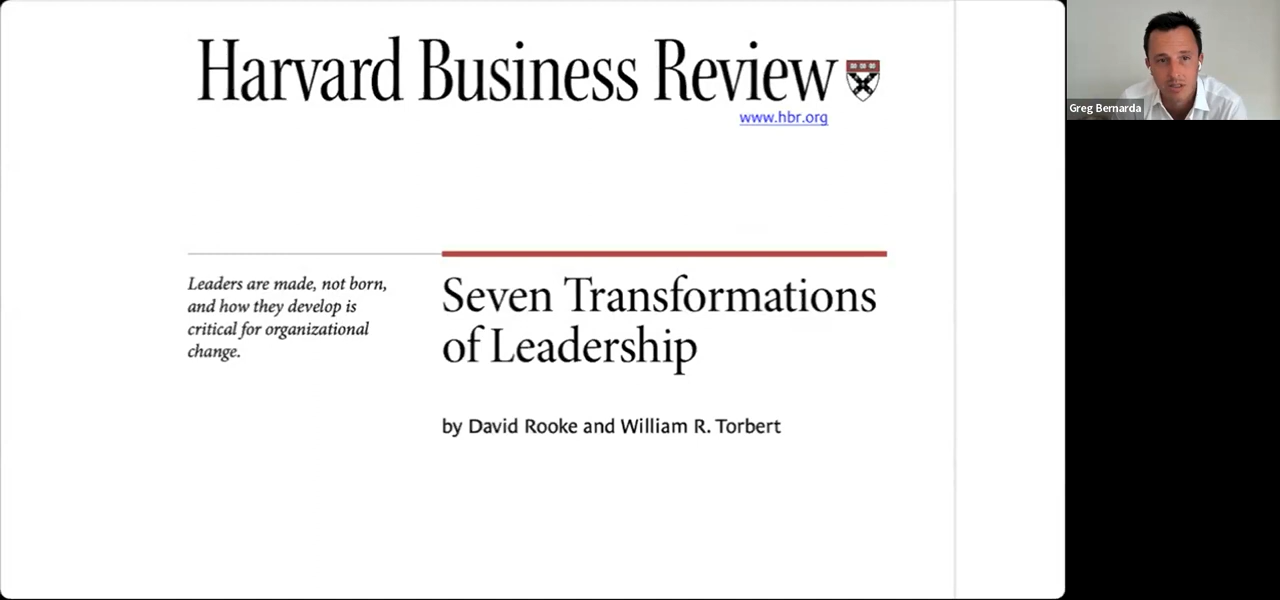 Harvard Business Review
www.hbr.org
Leaders are made, not born,
and how they develop is
critical for organizational
change.
Seven Transformations
of Leadership
by David Rooke and William R. Torbert
Greg Bernarda